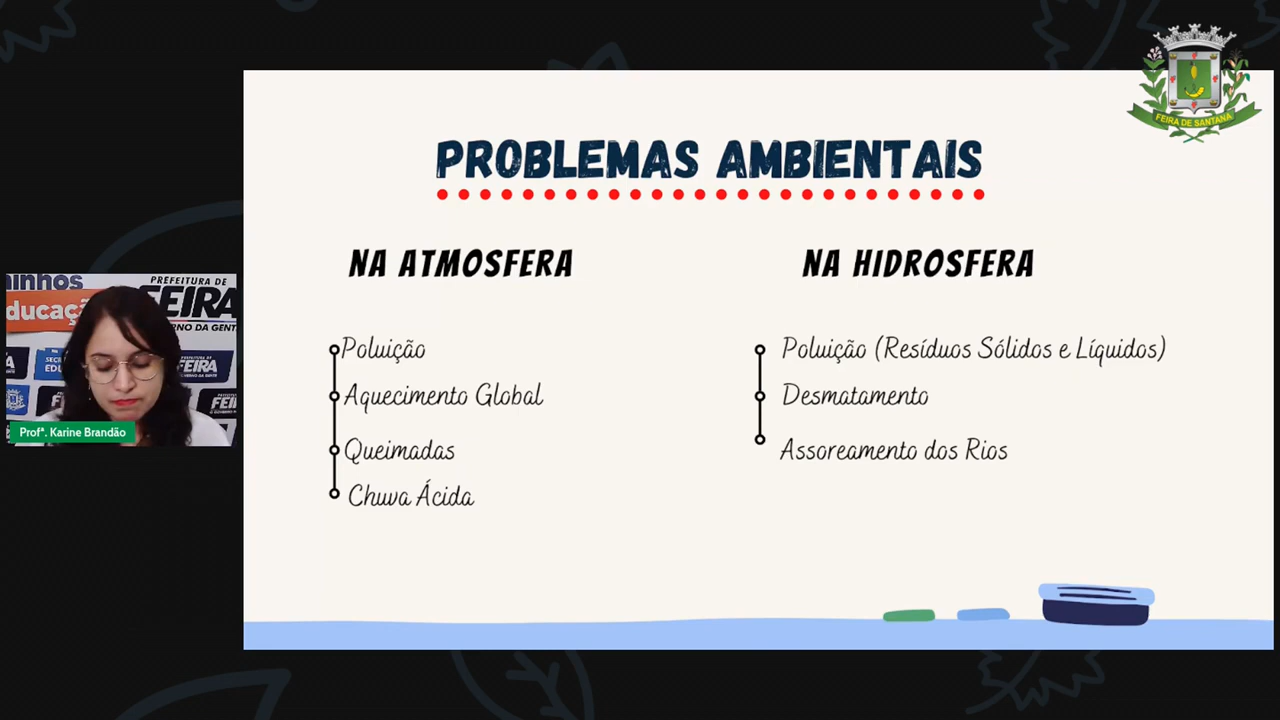 FEIRA DE SANTANA
PROBLEMAS AMBIENTAIS
NA ATMOSFERA
Poluição
Aquecimento Global
Queimadas
Chuva Ácida
NA HIDROSFERA
Poluição (Resíduos Sólidos e Líquidos)
Desmatamento
Assoreamento dos Rios
PREFEITURA DE
FEIRA
Profª. Karine Brandão